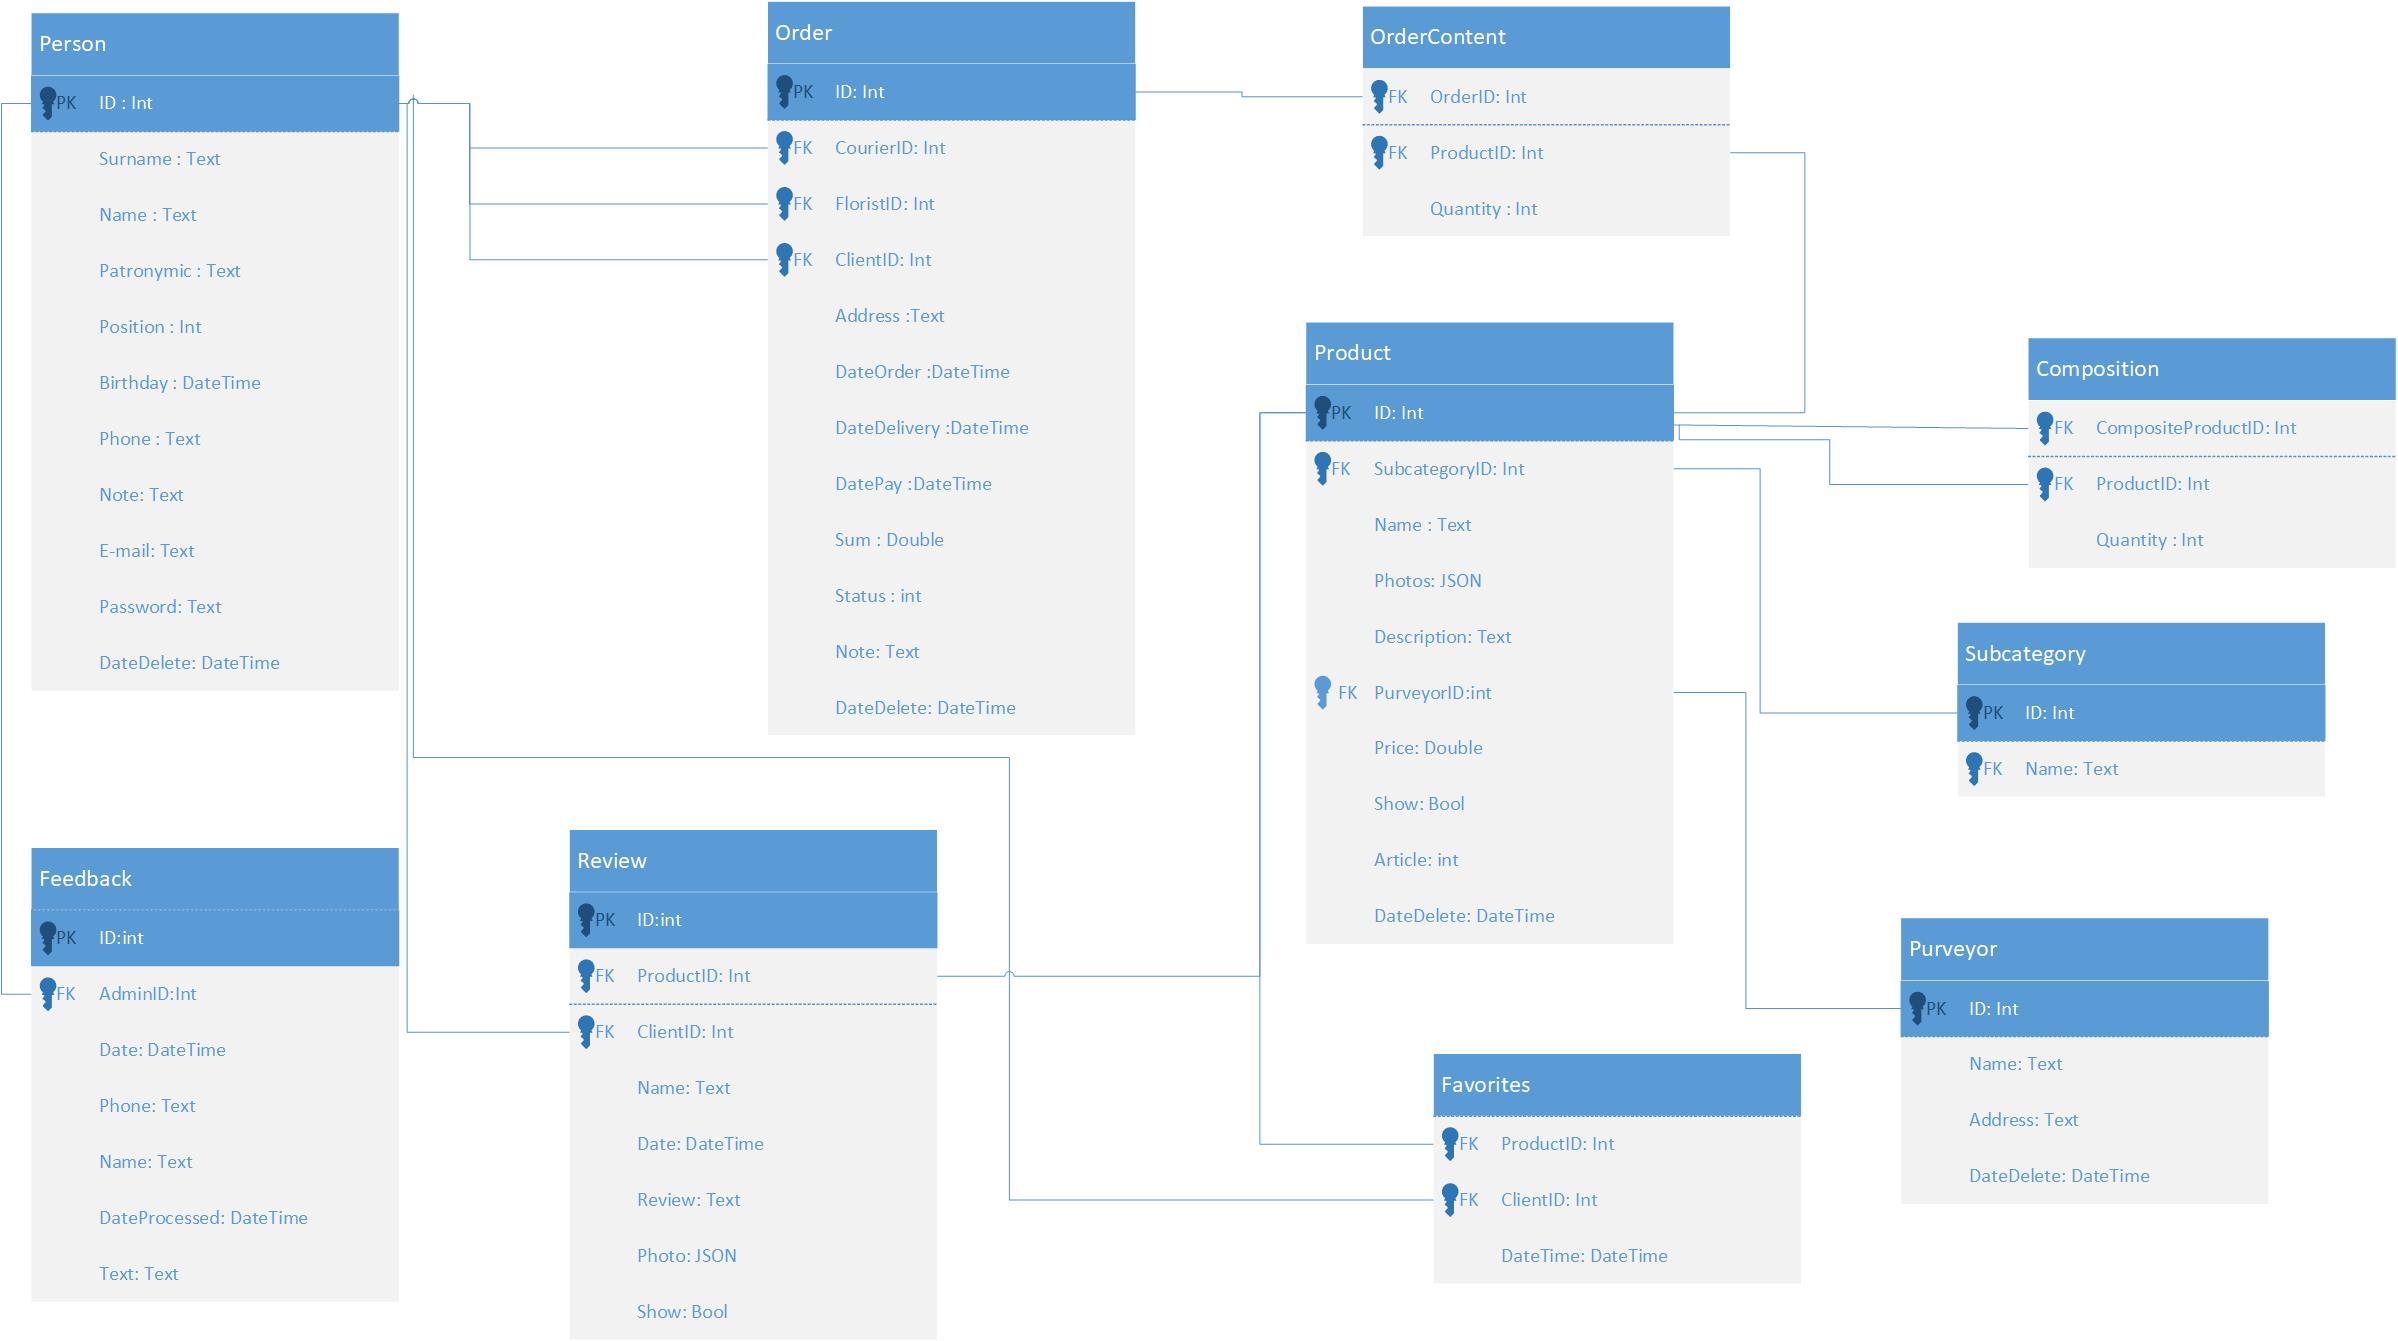 Person
PK ID : Int
Surname : Text
Name : Text
Patronymic : Text
Position : Int
Birthday : DateTime
Phone : Text
Note: Text
E-mail: Text
Password: Text
DateDelete: DateTime
Order
PK ID: Int
FK CourierID: Int
FK FloristID: Int
FK ClientID: Int
Address :Text
DateOrder :DateTime
DateDelivery :DateTime
DatePay :DateTime
Sum : Double
Status : int
Note: Text
DateDelete: DateTime
OrderContent
FK OrderID: Int
FK ProductID: Int
Quantity : Int
Product
PK ID: Int
FK SubcategoryID: Int
Name : Text
Photos: JSON
Description: Text
FK PurveyorID:int
Price: Double
Show: Bool
Article: int
DateDelete: DateTime
Composition
FK CompositeProductID: Int
FK ProductID: Int
Quantity : Int
Subcategory
PK ID: Int
FK Name: Text
Feedback
PK ID:int
FK AdminID:Int
Date: DateTime
Phone: Text
Name: Text
DateProcessed: DateTime
Text: Text
Review
PK ID:int
FK ProductID: Int
FK ClientID: Int
Name: Text
Date: DateTime
Review: Text
Photo: JSON
Show: Bool
Favorites
FK ProductID: Int
FK ClientID: Int
DateTime: DateTime
Purveyor
PK ID: Int
Name: Text
Address: Text
DateDelete: DateTime